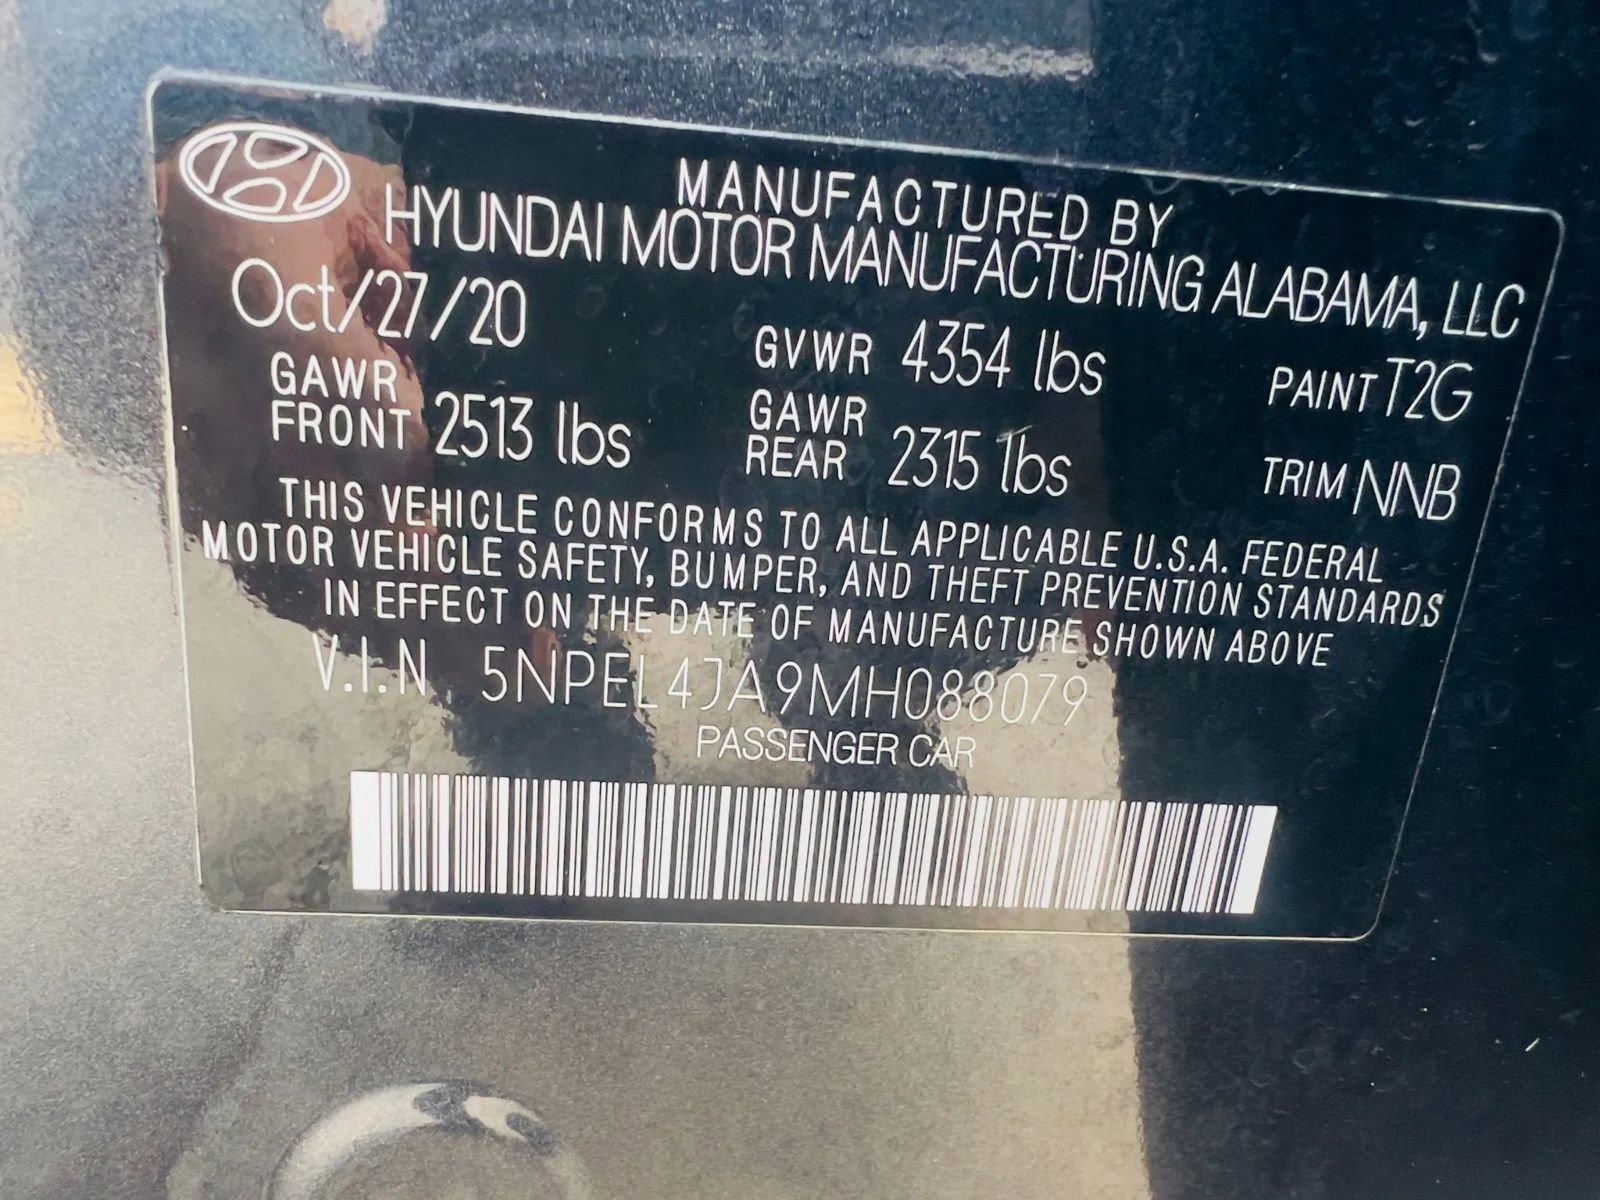 MANUFACTURED BY
HYUNDAI MOTOR MANUFACTURING ALABAMA, LLC
Oct/27/20
GVWR 4354 lbs
PAINT T2G
GAWR FRONT 2513 lbs
GAWR REAR 2315 lbs
TRIM NNB
THIS VEHICLE CONFORMS TO ALL APPLICABLE U.S.A. FEDERAL
MOTOR VEHICLE SAFETY, BUMPER, AND THEFT PREVENTION STANDARDS
IN EFFECT ON THE DATE OF MANUFACTURE SHOWN ABOVE
V.I.N 5NPEL4JA9MH088079
PASSENGER CAR